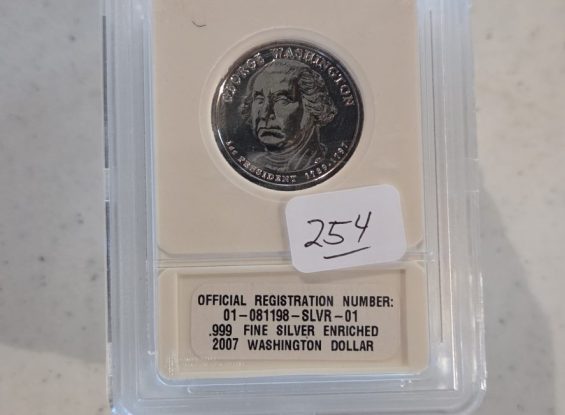 GEORGE WASHINGTON
1st PRESIDENT 1789-1797
254
OFFICIAL REGISTRATION NUMBER:
01-081198-SLVR-01
.999 FINE SILVER ENRICHED
2007 WASHINGTON DOLLAR